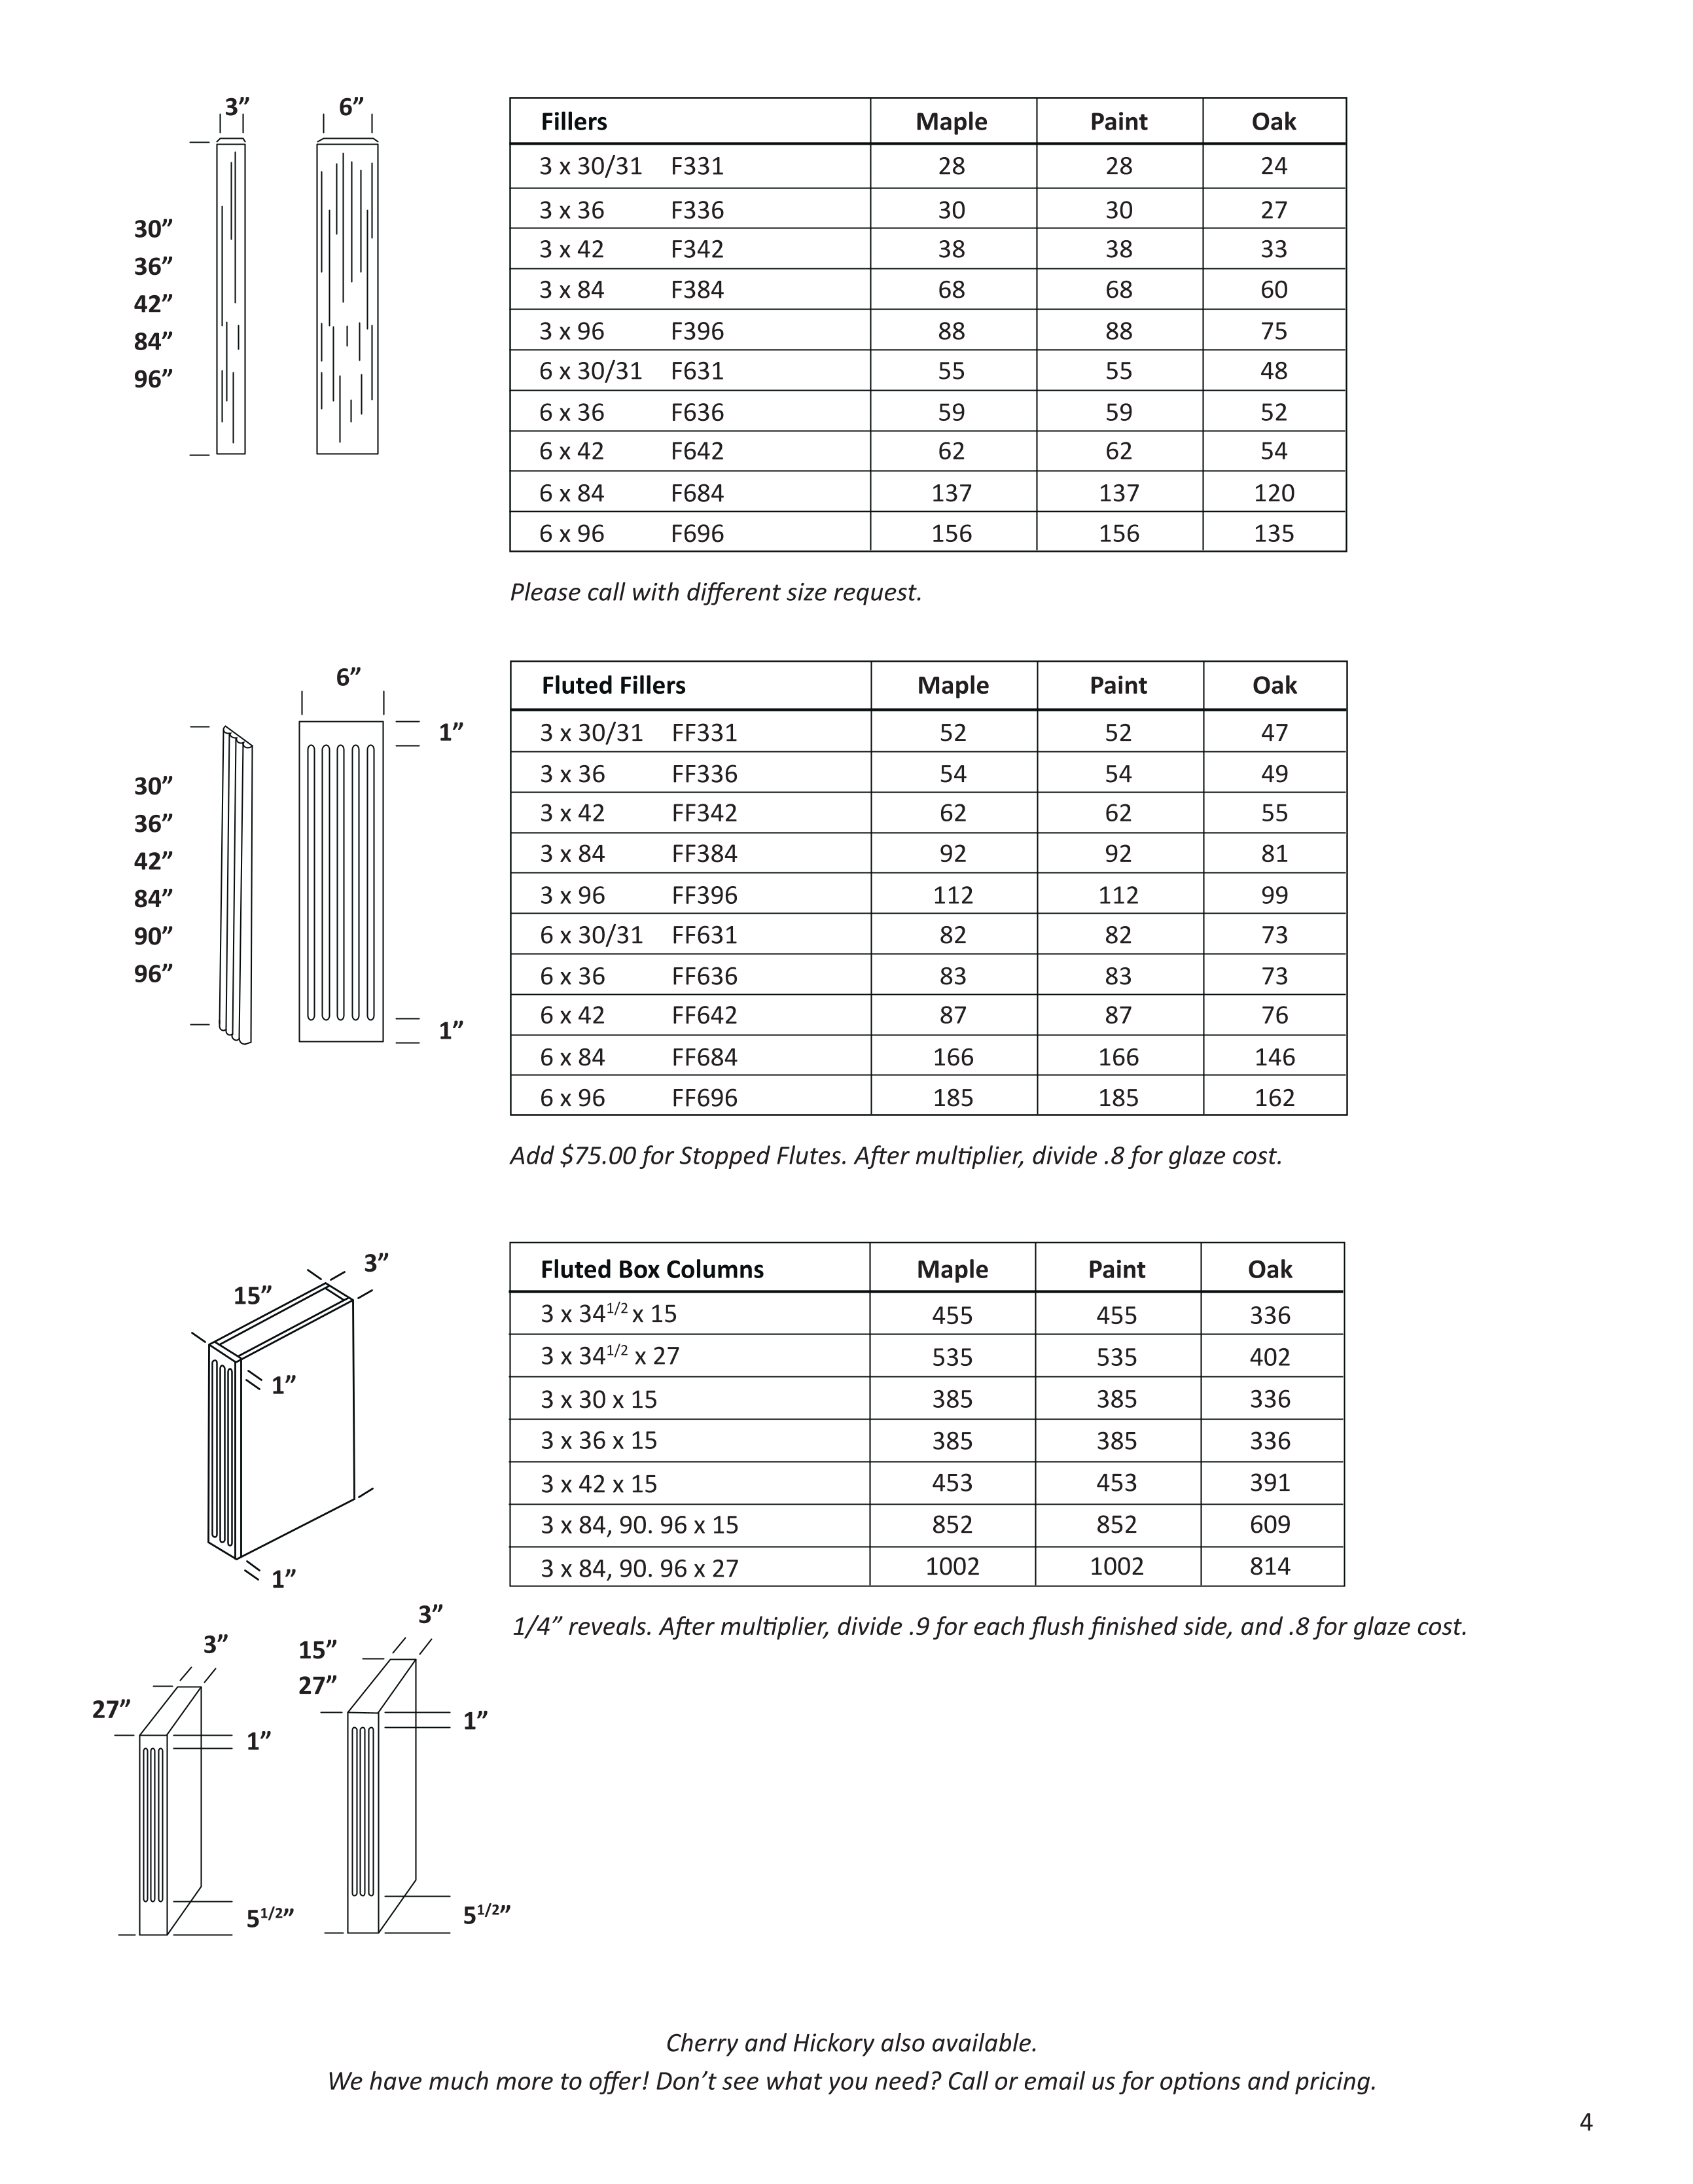 3” 6”
30”
36”
42”
84”
96”
Fillers Maple Paint Oak
3 x 30/31 F331 28 28 24
3 x 36 F336 30 30 27
3 x 42 F342 38 38 33
3 x 84 F384 68 68 60
3 x 96 F396 88 88 75
6 x 30/31 F631 55 55 48
6 x 36 F636 59 59 52
6 x 42 F642 62 62 54
6 x 84 F684 137 137 120
6 x 96 F696 156 156 135
Please call with different size request.
6”
1”
30”
36”
42”
84”
90”
96”
1”
Fluted Fillers Maple Paint Oak
3 x 30/31 FF331 52 52 47
3 x 36 FF336 54 54 49
3 x 42 FF342 62 62 55
3 x 84 FF384 92 92 81
3 x 96 FF396 112 112 99
6 x 30/31 FF631 82 82 73
6 x 36 FF636 83 83 73
6 x 42 FF642 87 87 76
6 x 84 FF684 166 166 146
6 x 96 FF696 185 185 162
Add $75.00 for Stopped Flutes. After multiplier, divide .8 for glaze cost.
3”
15”
1”
1”
Fluted Box Columns Maple Paint Oak
3 x 34 1/2 x 15 455 455 336
3 x 34 1/2 x 27 535 535 402
3 x 30 x 15 385 385 336
3 x 36 x 15 385 385 336
3 x 42 x 15 453 453 391
3 x 84, 90. 96 x 15 852 852 609
3 x 84, 90. 96 x 27 1002 1002 814
1/4” reveals. After multiplier, divide .9 for each flush finished side, and .8 for glaze cost.
3”
27”
1”
5 1/2”
3”
15”
27”
1”
5 1/2”
Cherry and Hickory also available.
We have much more to offer! Don’t see what you need? Call or email us for options and pricing.
4